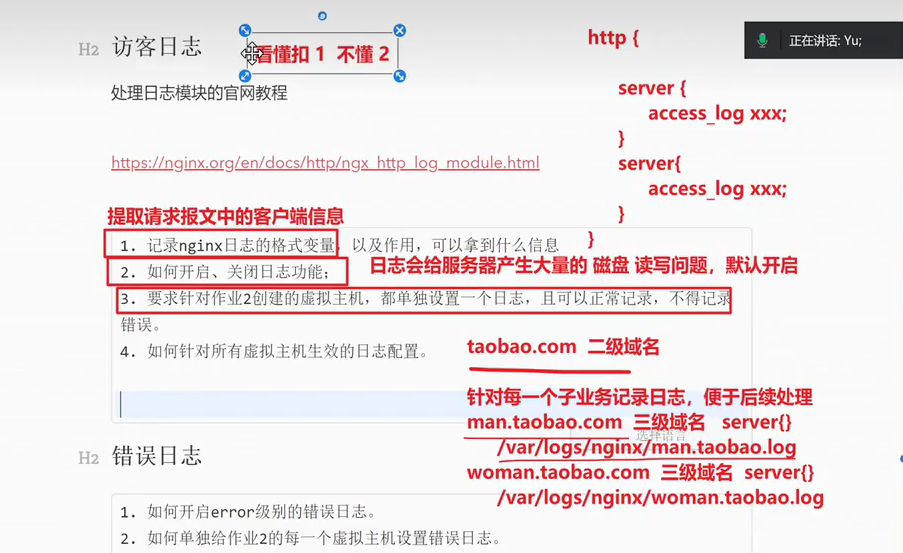 H2 访客日志
看懂扣 1 不懂 2
http {
正在讲话: Yu;
处理日志模块的官网教程
server {
access_log xxx;
}
https://nginx.org/en/docs/http/ngx_http_log_module.html
server{
access_log xxx;
}
提取请求报文中的客户端信息
}
1. 记录nginx日志的格式变量，以及作用，可以拿到什么信息
2. 如何开启、关闭日志功能;
日志会给服务器产生大量的 磁盘 读写问题，默认开启
3. 要求针对作业2创建的虚拟主机，都单独设置一个日志，且可以正常记录，不得记录
错误。
4. 如何针对所有虚拟主机生效的日志配置。
taobao.com 二级域名
针对每一个子业务记录日志，便于后续处理
man.taobao.com 三级域名 server{}
选择语言
/var/logs/nginx/man.taobao.log
woman.taobao.com 三级域名 server{}
/var/logs/nginx/woman.taobao.log
H2 错误日志
1. 如何开启error级别的错误日志。
2. 如何单独给作业2的每一个虚拟主机设置错误日志。